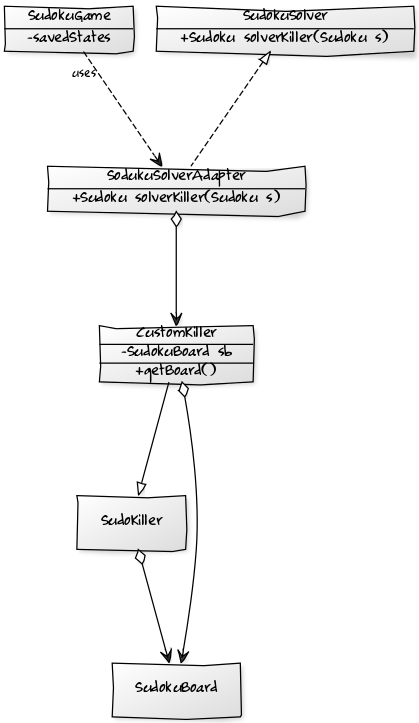 SudokuGame
SudokuSolver
-savedStates
+Sudoku solverKiller(Sudoku s)
uses
SodukuSolverAdapter
+Sudoku solverKiller(Sudoku s)
CustomKiller
-SudokuBoard sb
+getBoard()
SudoKiller
SudokuBoard